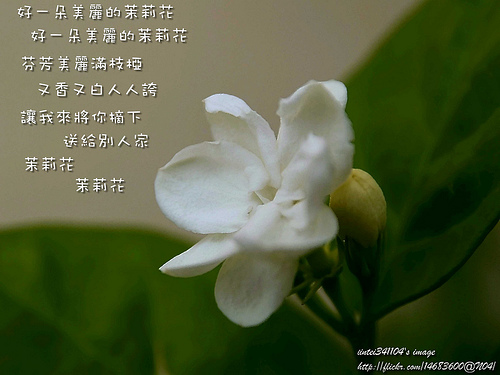 好一朵美麗的茉莉花
好一朵美麗的茉莉花
芬芳美麗滿枝椏
又香又白人人誇
讓我來將你摘下
送給別人家
茉莉花
茉莉花
iintei341104's image
http://flickr.com/14683600@N04/